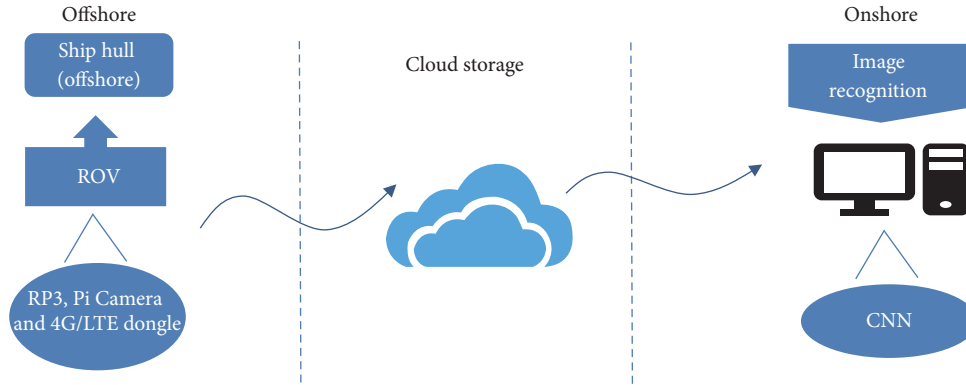 Offshore
Ship hull
(offshore)
ROV
RP3, Pi Camera
and 4G/LTE dongle
Cloud storage
Onshore
Image
recognition
CNN